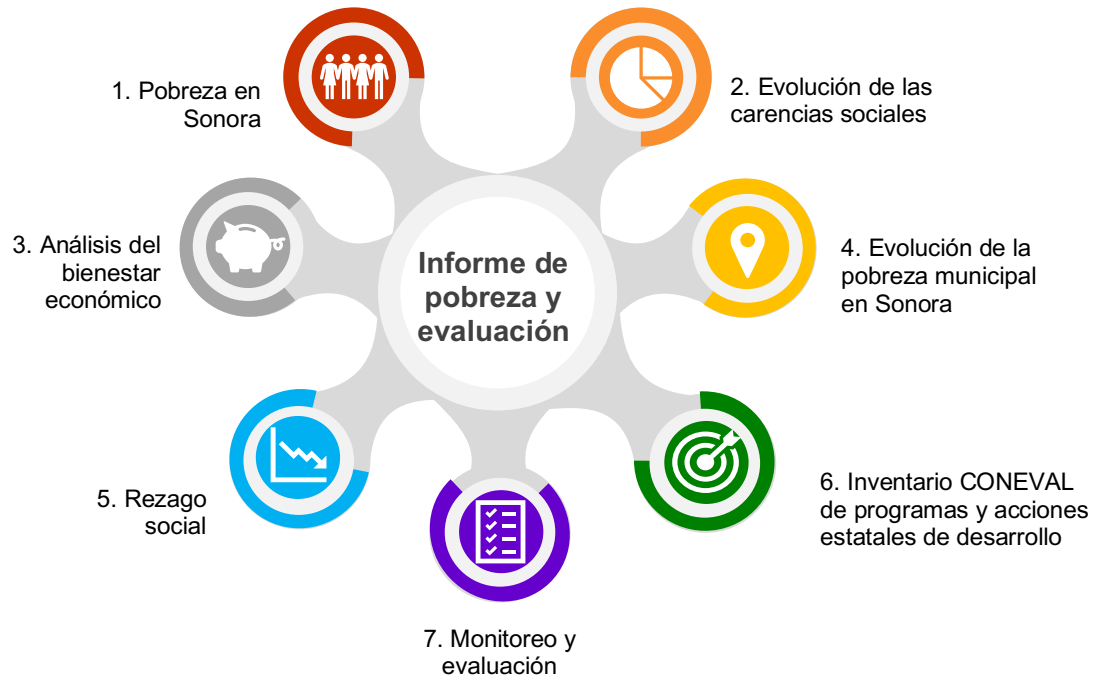 1. Pobreza en
Sonora
2. Evolución de las
carencias sociales
3. Análisis del
bienestar
económico
Informe de
pobreza y
evaluación
4. Evolución de la
pobreza municipal
en Sonora
5. Rezago
social
6. Inventario CONEVAL
de programas y acciones
estatales de desarrollo
7. Monitoreo y
evaluación